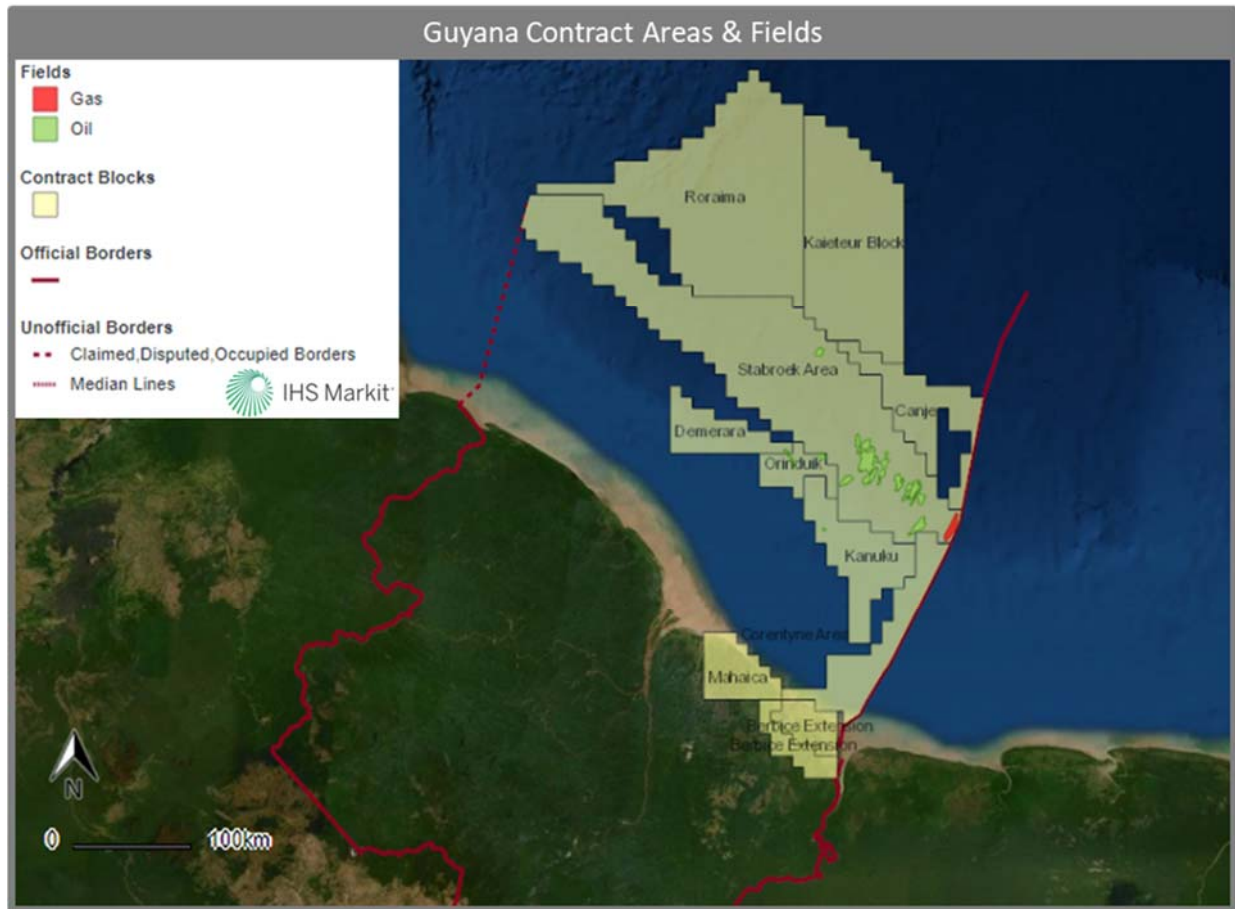 Guyana Contract Areas & Fields
Fields
Gas
Oil
Contract Blocks
Official Borders
Unofficial Borders
Claimed,Disputed,Occupied Borders
Median Lines
IHS Markit
Roraima
Kaieteur Block
Stabroek Area
Canje
Demerara
Orinduik
Kanuku
Corentyne Area
Mahaica
Berbice Extension
Berbice Extension
N
0 100km